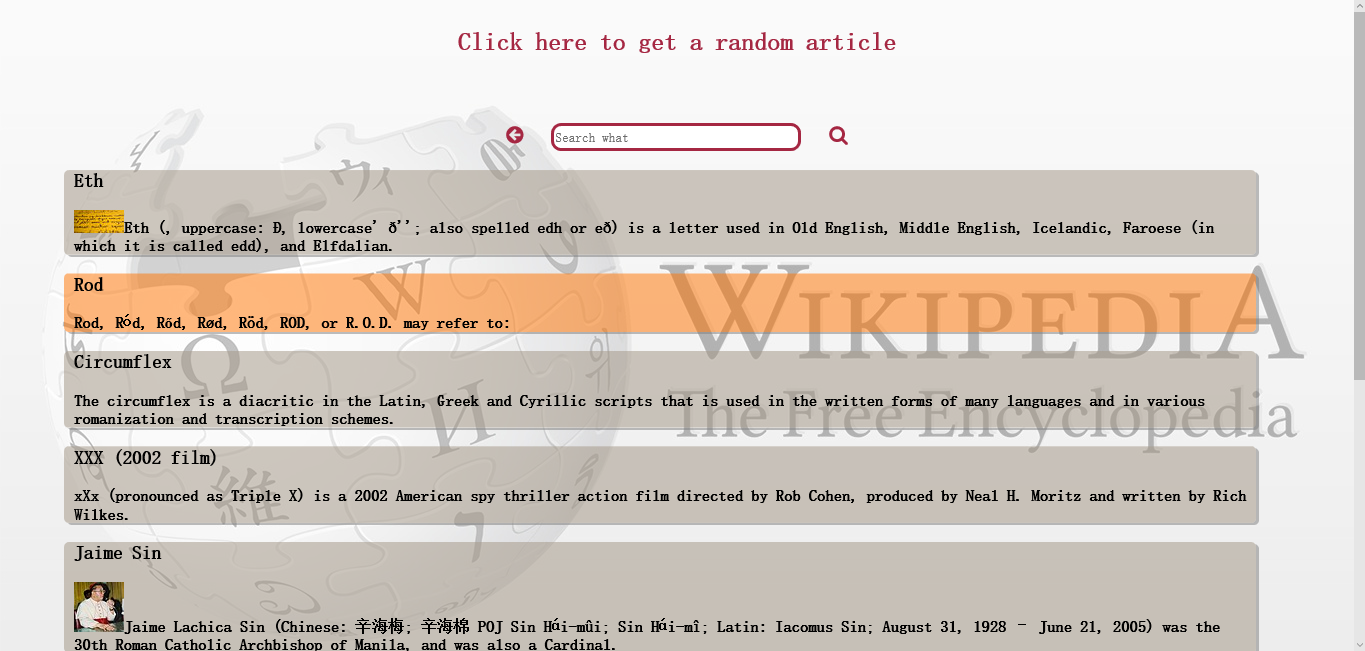 Click here to get a random article
Search what
Eth
Eth (, uppercase: Ð, lowercase' ð''; also spelled edh or eð) is a letter used in Old English, Middle English, Icelandic, Faroese (in
which it is called edd), and Elfdalian.
Rod
Rod, Ród, Rőd, Rød, Röd, ROD, or R.O.D. may refer to:
Circumflex
The circumflex is a diacritic in the Latin, Greek and Cyrillic scripts that is used in the written forms of many languages and in various
romanization and transcription schemes.
XXX (2002 film)
xXx (pronounced as Triple X) is a 2002 American spy thriller action film directed by Rob Cohen, produced by Neal H. Moritz and written by Rich
Wilkes.
Jaime Sin
Jaime Lachica Sin (Chinese: 辛海梅; 辛海棉 POJ Sin Hái-mûi; Sin Hái-mî; Latin: Iacomus Sin; August 31, 1928 – June 21, 2005) was the
30th Roman Catholic Archbishop of Manila, and was also a Cardinal.
WIKIPEDIA
The Free Encyclopedia
ウィ
W
Ω
И
維
ל